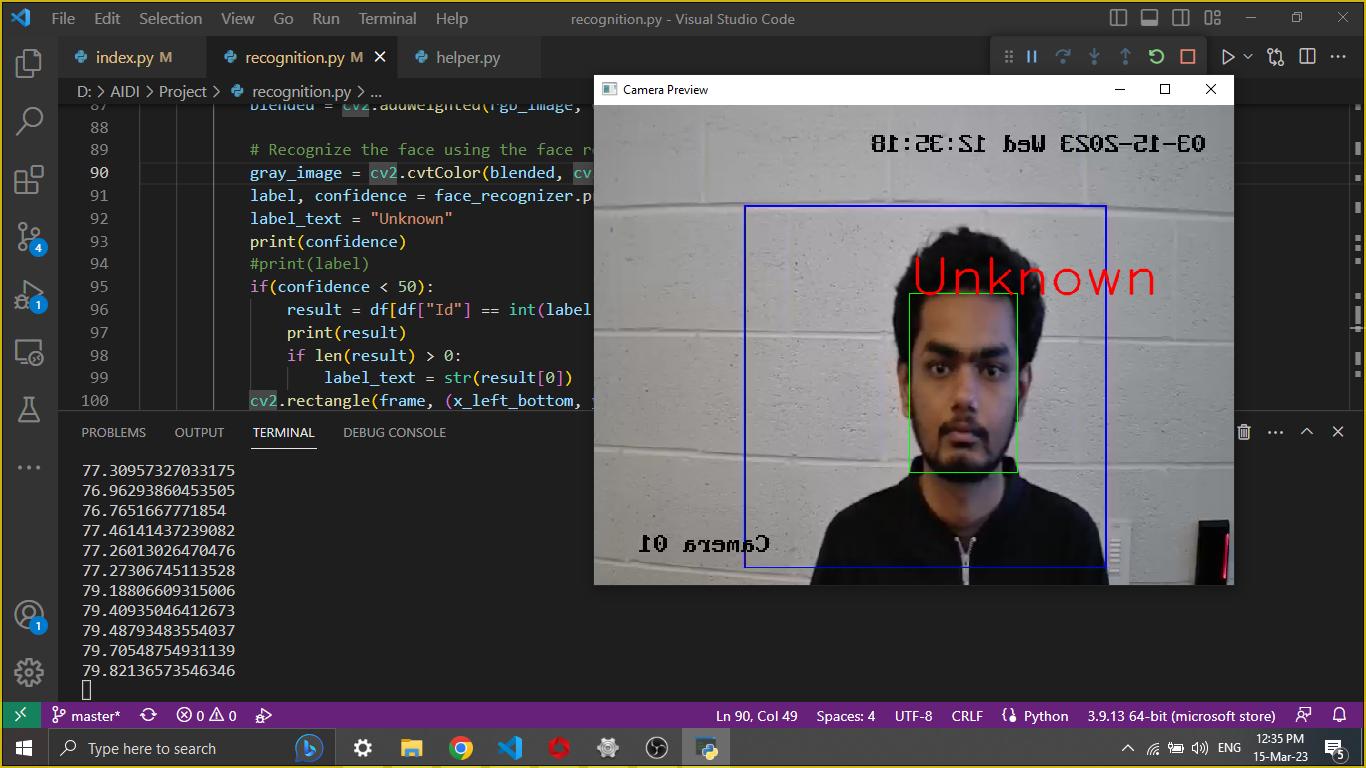 File Edit Selection View Go Run Terminal Help recognition.py - Visual Studio Code
index.py M recognition.py M helper.py
D: > AIDI > Project > recognition.py > ...
87 blended = cv2.addWeighted(rgb_image,
88
89 # Recognize the face using the face re
90 gray_image = cv2.cvtColor(blended, cv
91 label, confidence = face_recognizer.p
92 label_text = "Unknown"
93 print(confidence)
94 #print(label)
95 if(confidence < 50):
96 result = df[df["Id"] == int(label
97 print(result)
98 if len(result) > 0:
99 label_text = str(result[0])
100 cv2.rectangle(frame, (x_left_bottom,
Camera Preview
03-15-2023 Wed 12:35:18
Unknown
Camera 01
PROBLEMS OUTPUT TERMINAL DEBUG CONSOLE
77.30957327033175
76.96293860453505
76.7651667771854
77.46141437239082
77.26013026470476
77.27306745113528
79.18806609315006
79.40935046412673
79.48793483554037
79.70548754931139
79.82136573546346
4
1
1
master* 0 0 Ln 90, Col 49 Spaces: 4 UTF-8 CRLF Python 3.9.13 64-bit (microsoft store)
Type here to search ENG 12:35 PM
15-Mar-23 5